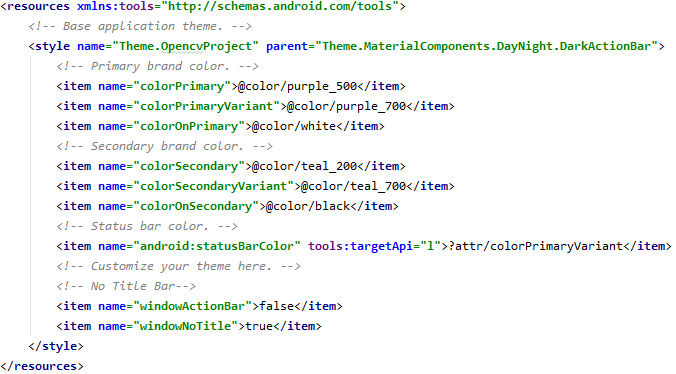 <resources xmlns:tools="http://schemas.android.com/tools">
<!-- Base application theme. -->
<style name="Theme.OpencvProject" parent="Theme.MaterialComponents.DayNight.DarkActionBar">
<!-- Primary brand color. -->
<item name="colorPrimary">@color/purple_500</item>
<item name="colorPrimaryVariant">@color/purple_700</item>
<item name="colorOnPrimary">@color/white</item>
<!-- Secondary brand color. -->
<item name="colorSecondary">@color/teal_200</item>
<item name="colorSecondaryVariant">@color/teal_700</item>
<item name="colorOnSecondary">@color/black</item>
<!-- Status bar color. -->
<item name="android:statusBarColor" tools:targetApi="l">?attr/colorPrimaryVariant</item>
<!-- Customize your theme here. -->
<!-- No Title Bar-->
<item name="windowActionBar">false</item>
<item name="windowNoTitle">true</item>
</style>
</resources>